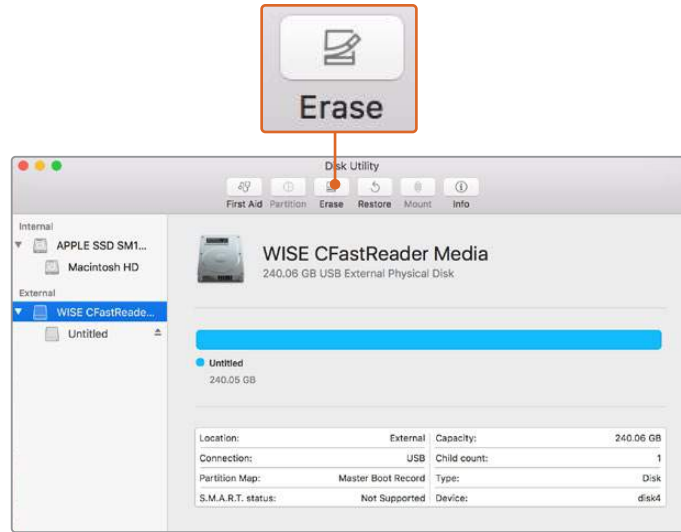 Erase
Disk Utility
First Aid Partition Erase Restore Mount Info
Internal
APPLE SSD SM1...
Macintosh HD
External
WISE CFastReade...
Untitled
WISE CFastReader Media
240.06 GB USB External Physical Disk
Untitled
240.05 GB
Location: External Capacity: 240.06 GB
Connection: USB Child count: 1
Partition Map: Master Boot Record Type: Disk
S.M.A.R.T. status: Not Supported Device: disk4